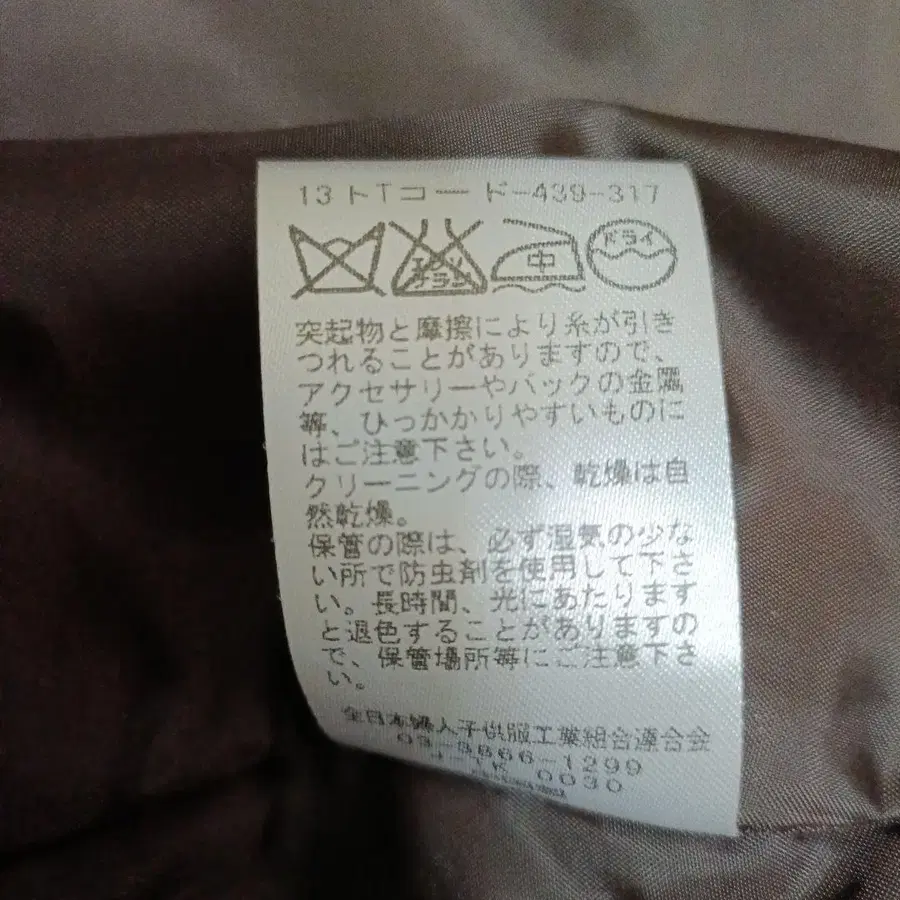 13トTコード-439-317
エンソ
サラシ
中
ドライ
突起物と摩擦により糸が引き
つれることがありますので、
アクセサリーやバックの金属
等、ひっかかりやすいものに
はご注意下さい。
クリーニングの際、乾燥は自
然乾燥。
保管の際は、必ず湿気の少な
い所で防虫剤を使用して下さ
い。長時間、光にあたります
と退色することがありますの
で、保管場所等にご注意下さ
い。
全日本婦人子供服工業組合連合会
03-3866-1299
0030